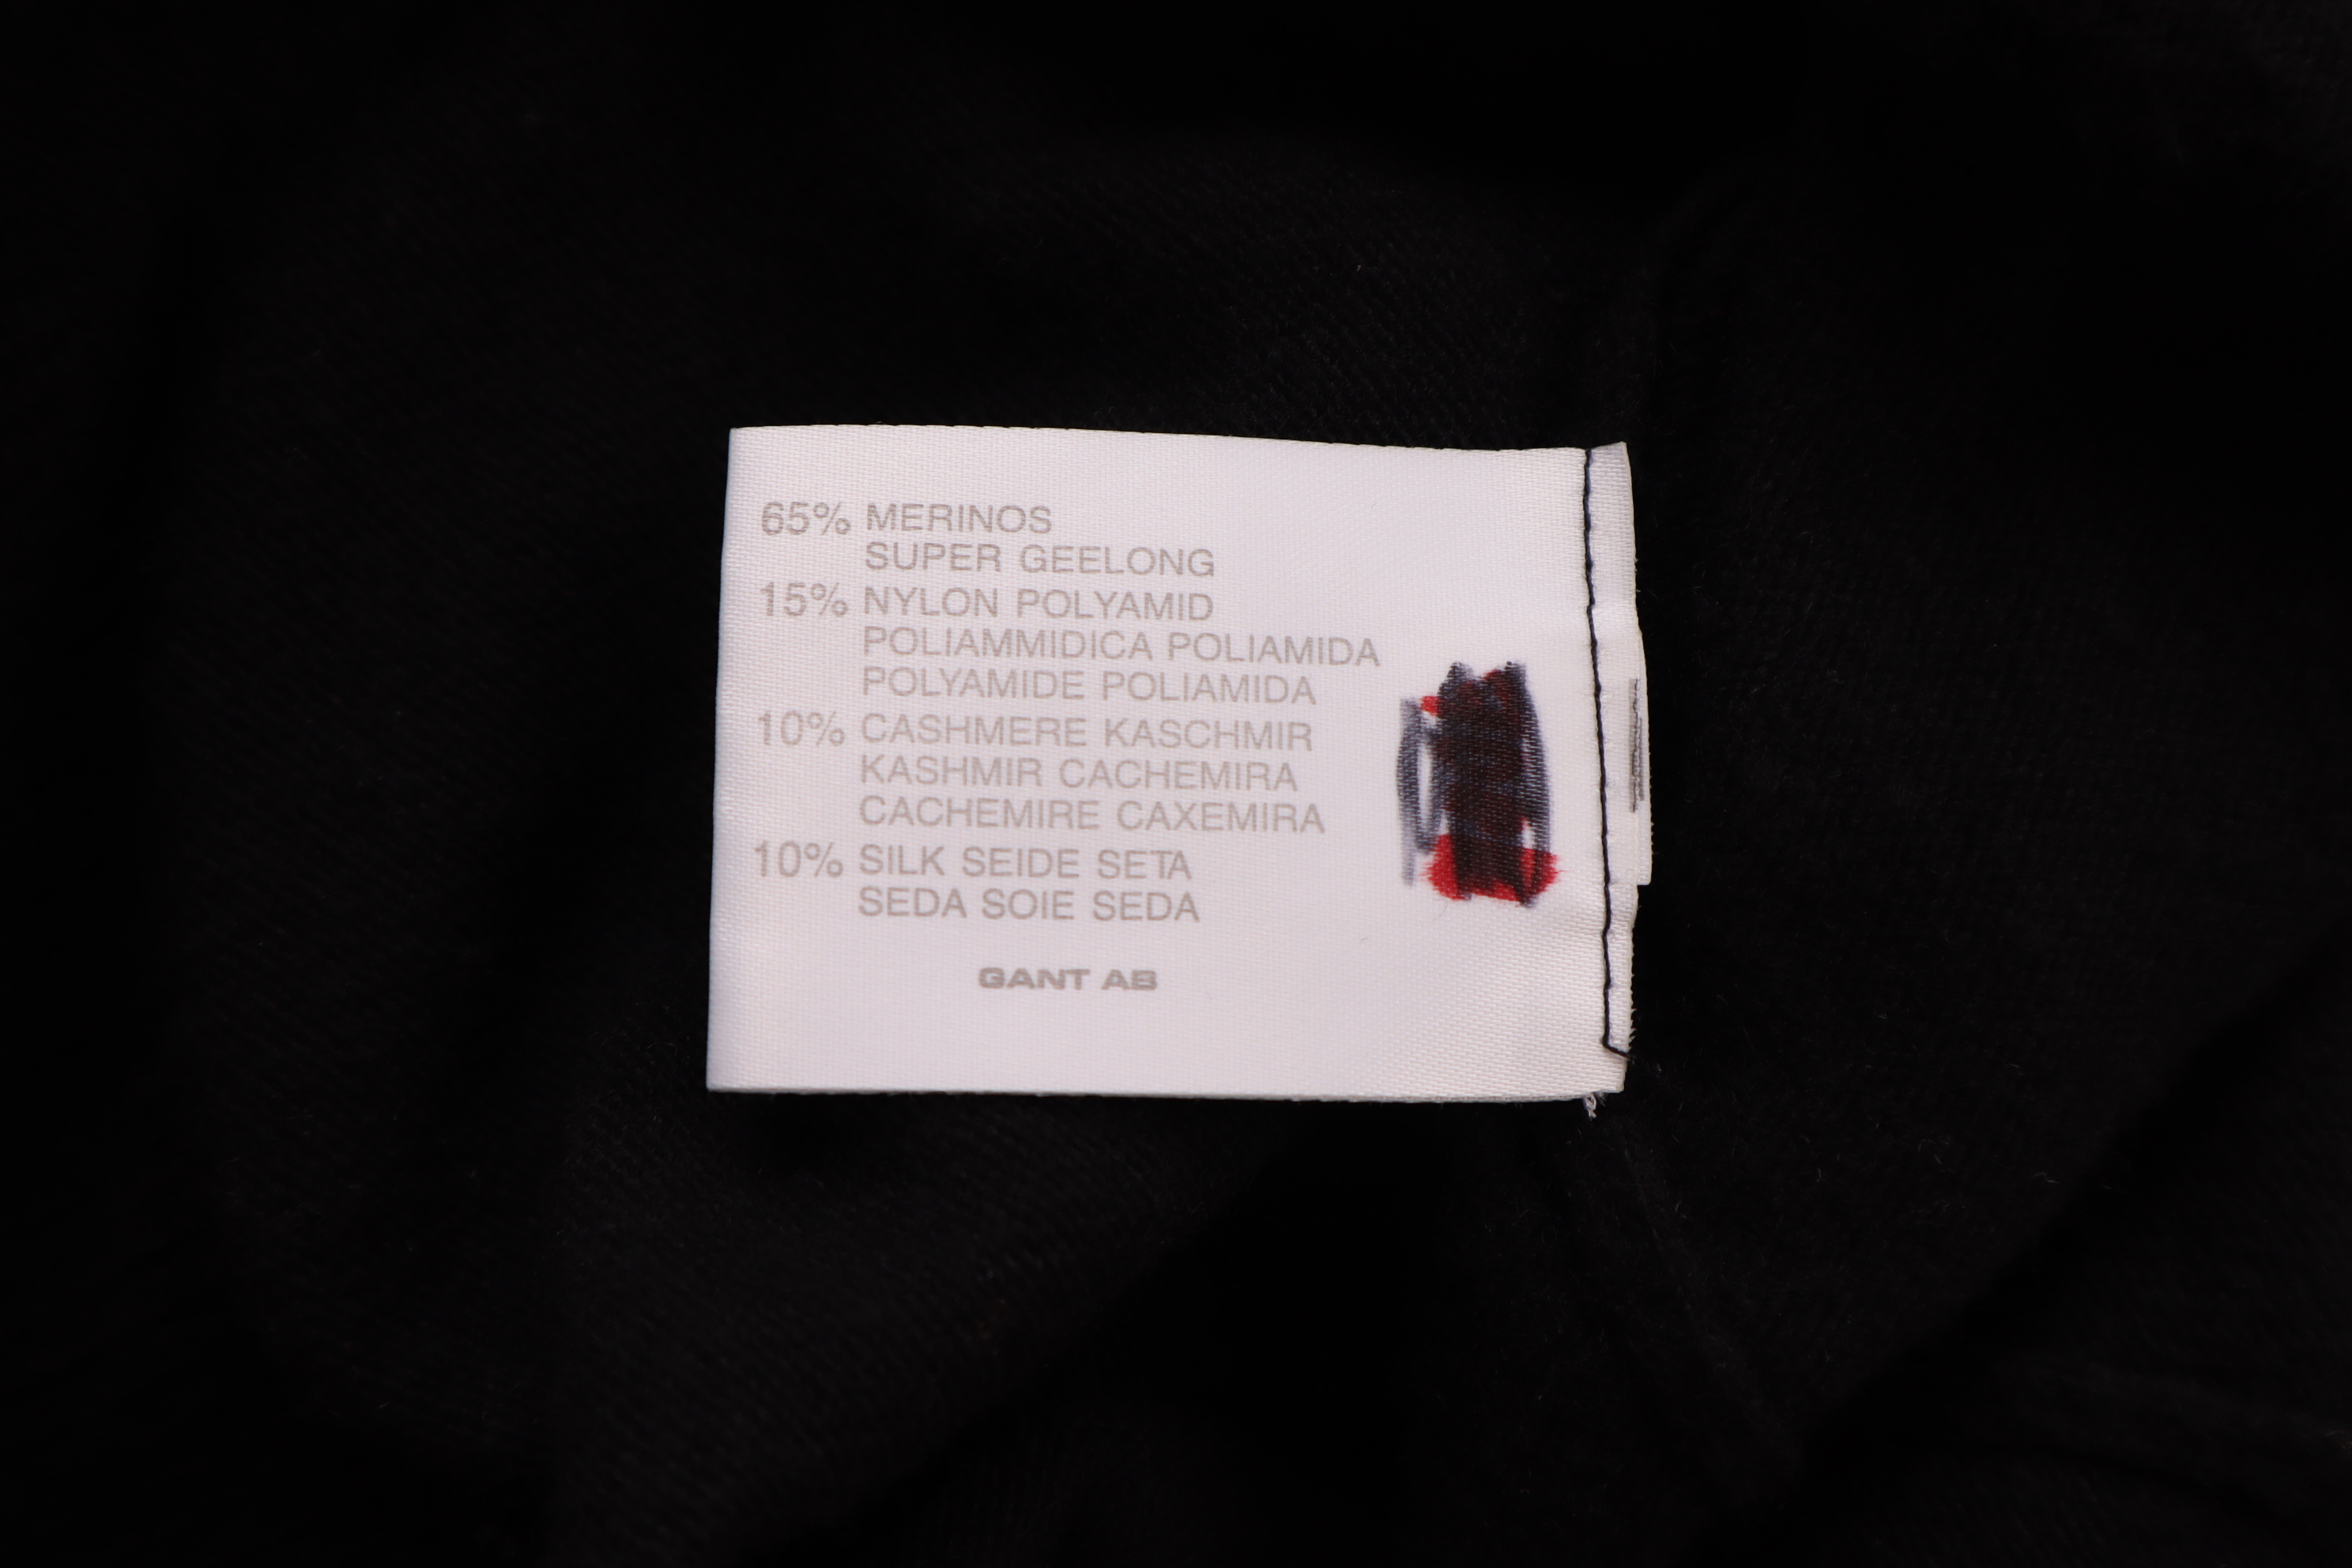 65% MERINOS
SUPER GEELONG
15% NYLON POLYAMID
POLIAMMIDICA POLIAMIDA
POLYAMIDE POLIAMIDA
10% CASHMERE KASCHMIR
KASHMIR CACHEMIRA
CACHEMIRE CAXEMIRA
10% SILK SEIDE SETA
SEDA SOIE SEDA
GANT AB